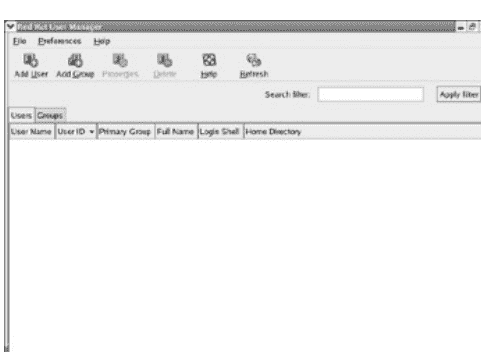 Red Hat User Manager
File Preferences Help
Add User Add Group Properties Delete Help Refresh
Search filter: Apply filter
Users Groups
User Name User ID Primary Group Full Name Login Shell Home Directory